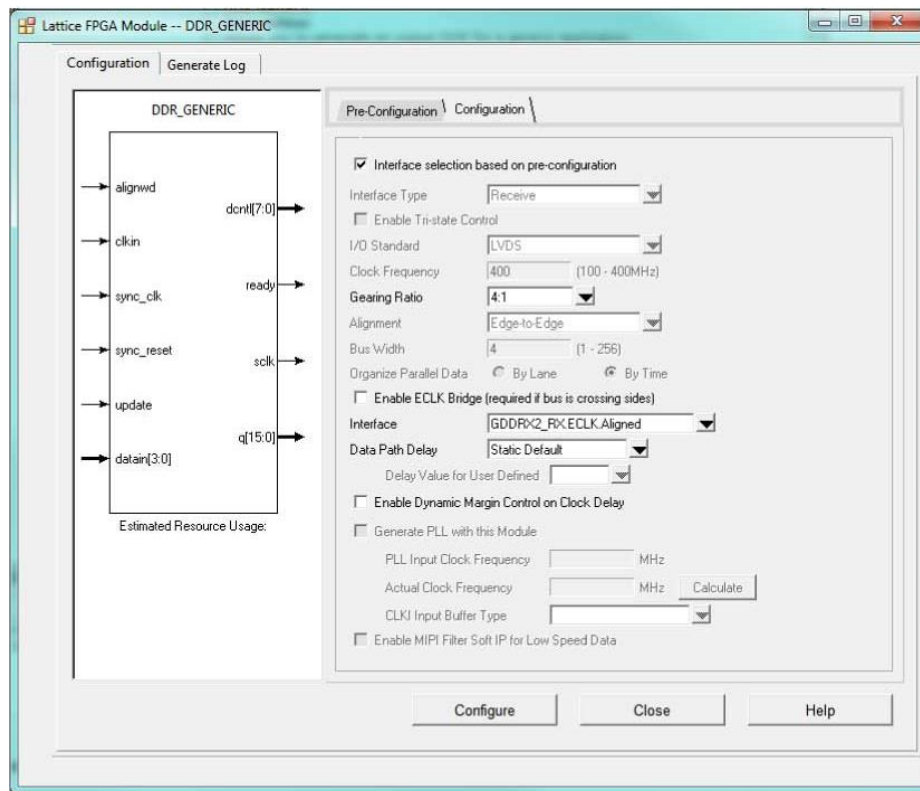 Lattice FPGA Module -- DDR_GENERIC
Configuration
Generate Log
DDR_GENERIC
alignwd
dcntl[7:0]
clkin
ready
sync_clk
sync_reset
sclk
update
q[15:0]
datain[3:0]
Estimated Resource Usage:
Pre-Configuration
Configuration
Interface selection based on pre-configuration
Interface Type Receive
Enable Tri-state Control
I/O Standard LVDS
Clock Frequency 400 (100 - 400MHz)
Gearing Ratio 4:1
Alignment Edge-to-Edge
Bus Width 4 (1 - 256)
Organize Parallel Data By Lane By Time
Enable ECLK Bridge (required if bus is crossing sides)
Interface GDDRX2_RX.ECLK.Aligned
Data Path Delay Static Default
Delay Value for User Defined
Enable Dynamic Margin Control on Clock Delay
Generate PLL with this Module
PLL Input Clock Frequency MHz
Actual Clock Frequency MHz Calculate
CLKI Input Buffer Type
Enable MIPI Filter Soft IP for Low Speed Data
Configure Close Help